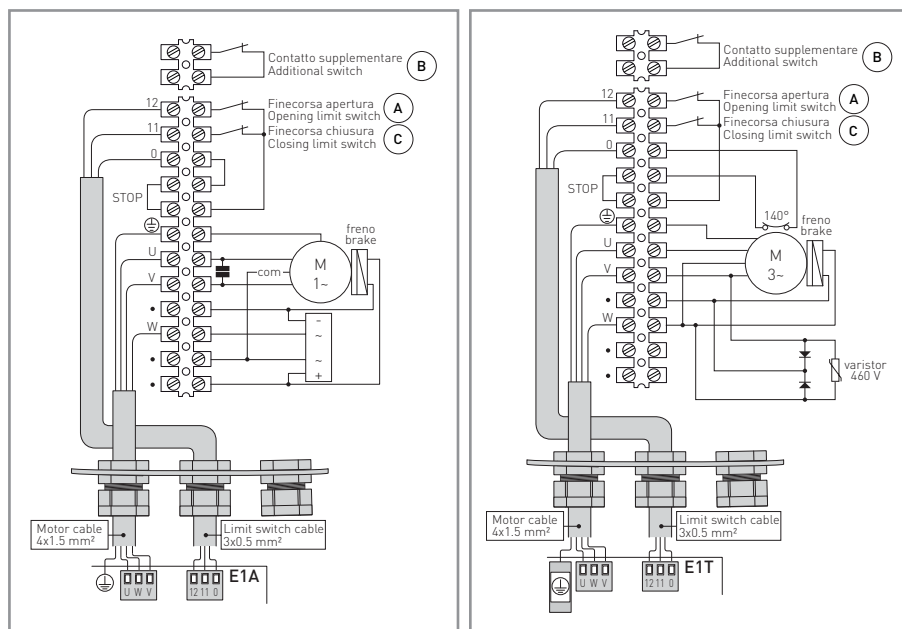 Contatto supplementare
Additional switch
B
12
Finecorsa apertura
Opening limit switch
A
11
Finecorsa chiusura
Closing limit switch
C
0
STOP
freno
brake
U
com
M
1~
V
-
W
~
~
+
Motor cable
4x1.5 mm²
Limit switch cable
3x0.5 mm²
E1A
U W V
12 11 0
Contatto supplementare
Additional switch
B
12
Finecorsa apertura
Opening limit switch
A
11
Finecorsa chiusura
Closing limit switch
C
0
STOP
140°
freno
brake
U
M
3~
V
W
varistor
460 V
Motor cable
4x1.5 mm²
Limit switch cable
3x0.5 mm²
E1T
U W V
12 11 0